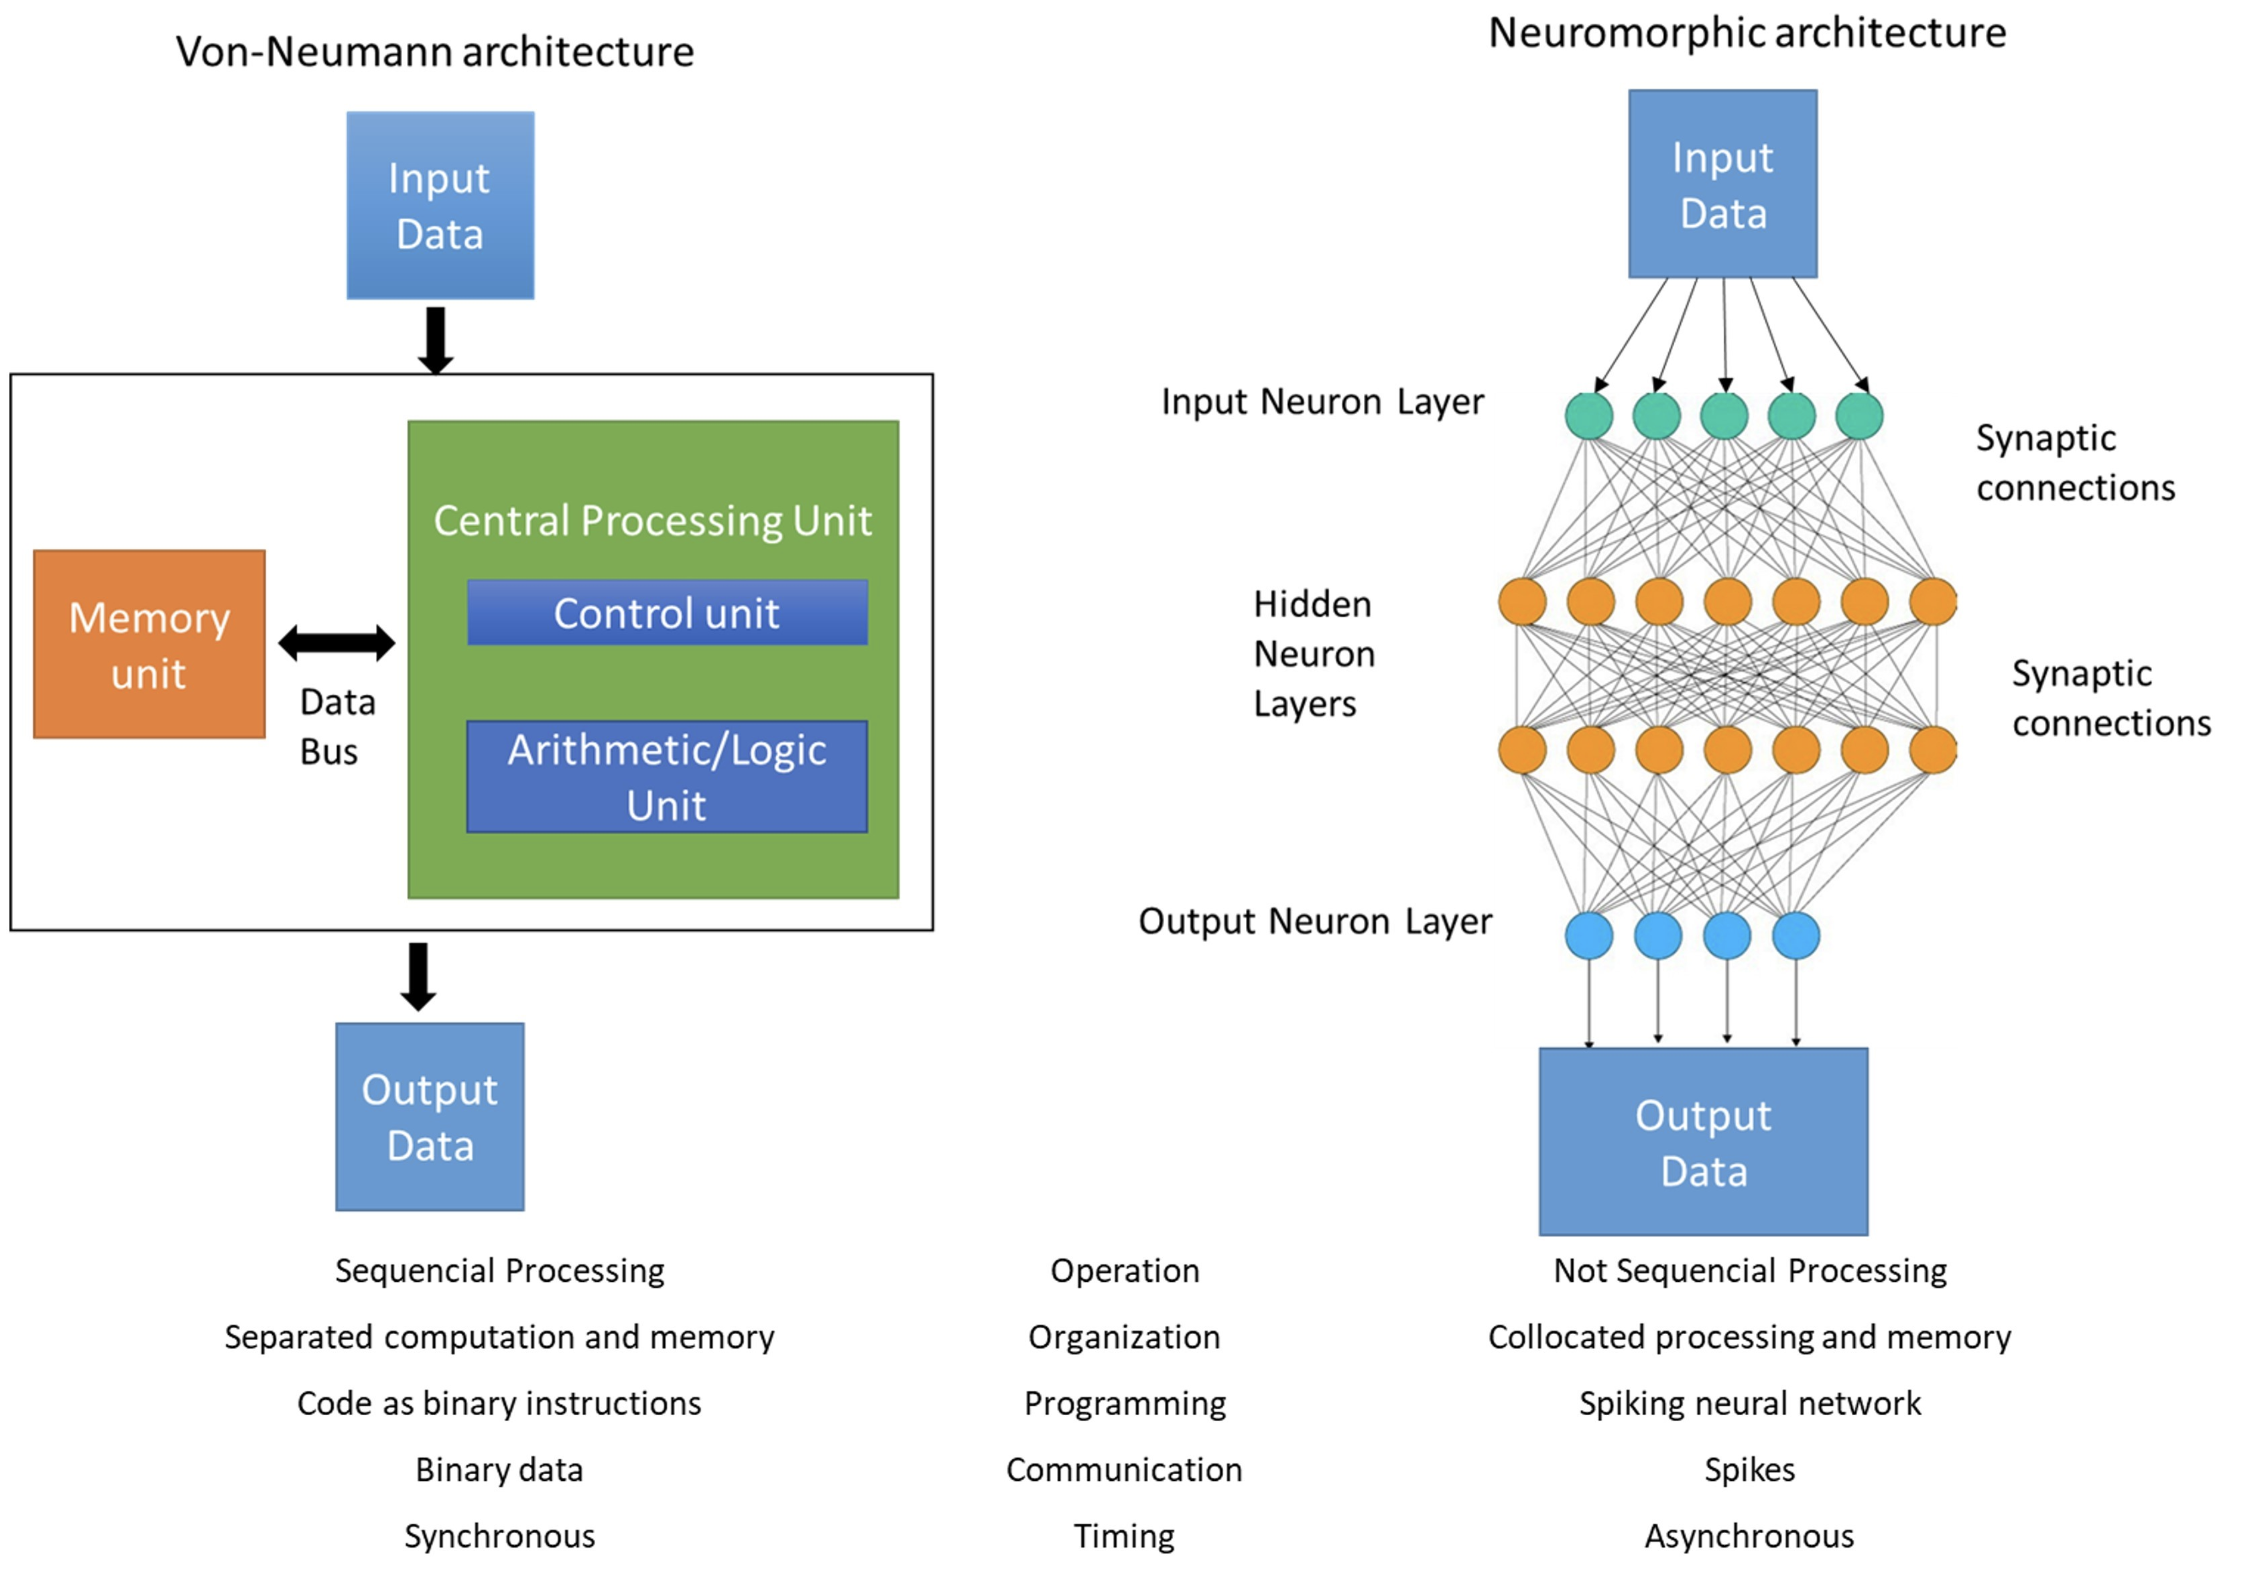 Von-Neumann architecture
Input
Data
Central Processing Unit
Control unit
Arithmetic/Logic
Unit
Memory
unit
Data
Bus
Output
Data
Neuromorphic architecture
Input
Data
Input Neuron Layer
Synaptic
connections
Hidden
Neuron
Layers
Synaptic
connections
Output Neuron Layer
Output
Data
Sequencial Processing Operation Not Sequencial Processing
Separated computation and memory Organization Collocated processing and memory
Code as binary instructions Programming Spiking neural network
Binary data Communication Spikes
Synchronous Timing Asynchronous